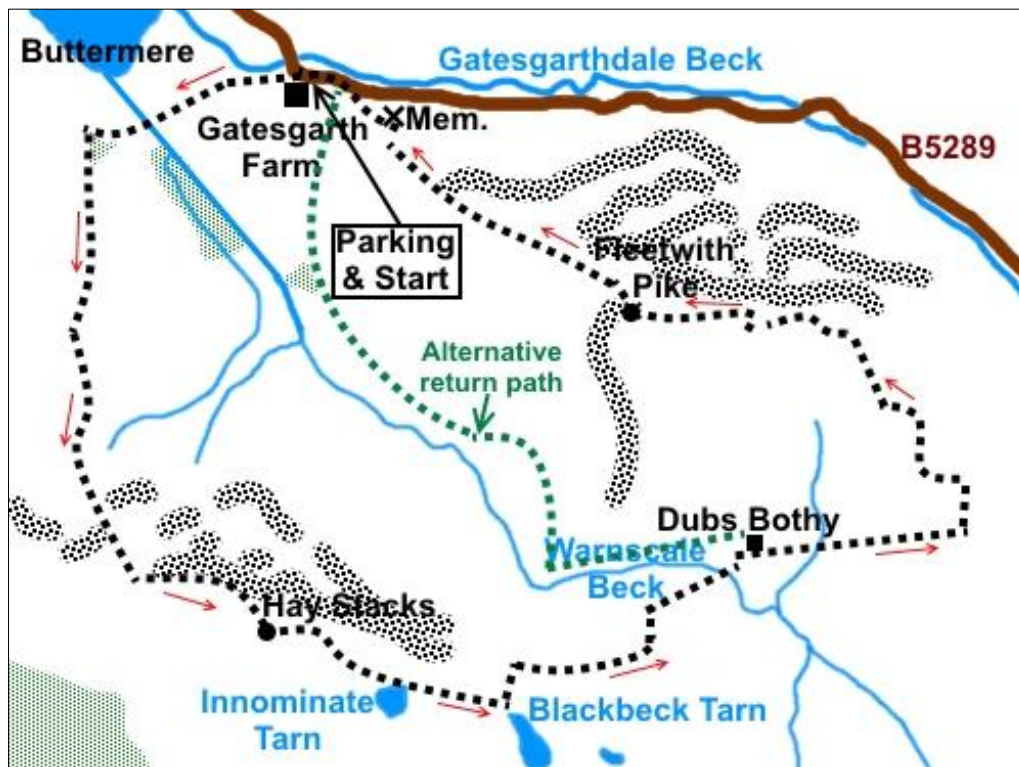 Buttermere
Gatesgarthdale Beck
Mem.
Gatesgarth
Farm
B5289
Parking
& Start
Fleetwith
Pike
Alternative
return path
Dubs Bothy
Warnscale
Beck
Hay Stacks
Innominate
Tarn
Blackbeck Tarn